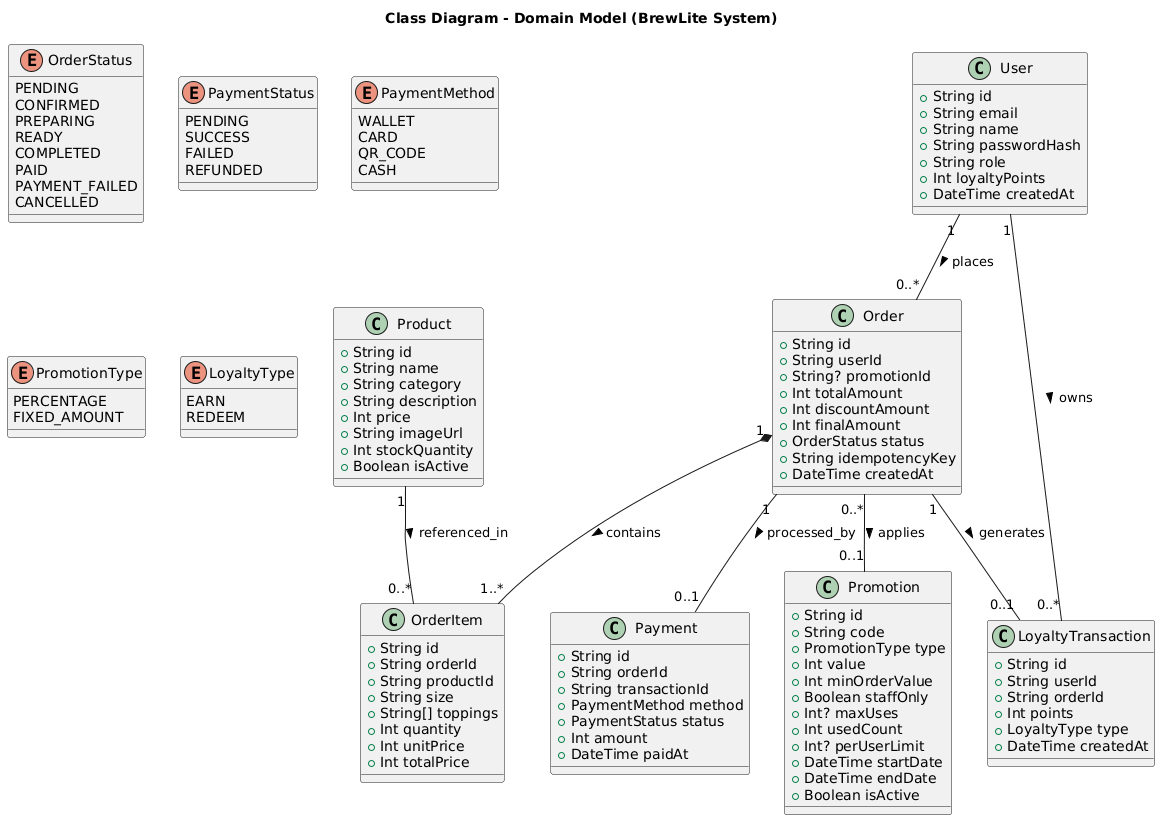 Class Diagram - Domain Model (BrewLite System)
E OrderStatus
PENDING
CONFIRMED
PREPARING
READY
COMPLETED
PAID
PAYMENT_FAILED
CANCELLED
E PaymentStatus
PENDING
SUCCESS
FAILED
REFUNDED
E PaymentMethod
WALLET
CARD
QR_CODE
CASH
C User
String id
String email
String name
String passwordHash
String role
Int loyaltyPoints
DateTime createdAt
1
1
places
0..*
owns
E PromotionType
PERCENTAGE
FIXED_AMOUNT
E LoyaltyType
EARN
REDEEM
C Product
String id
String name
String category
String description
Int price
String imageUrl
Int stockQuantity
Boolean isActive
C Order
String id
String userId
String? promotionId
Int totalAmount
Int discountAmount
Int finalAmount
OrderStatus status
String idempotencyKey
DateTime createdAt
1
1
1
0..*
1
referenced_in
contains
processed_by
applies
generates
0..*
1..*
0..1
0..1
0..1
0..*
C OrderItem
String id
String orderId
String productId
String size
String[] toppings
Int quantity
Int unitPrice
Int totalPrice
C Payment
String id
String orderId
String transactionId
PaymentMethod method
PaymentStatus status
Int amount
DateTime paidAt
C Promotion
String id
String code
PromotionType type
Int value
Int minOrderValue
Boolean staffOnly
Int? maxUses
Int usedCount
Int? perUserLimit
DateTime startDate
DateTime endDate
Boolean isActive
C LoyaltyTransaction
String id
String userId
String orderId
Int points
LoyaltyType type
DateTime createdAt